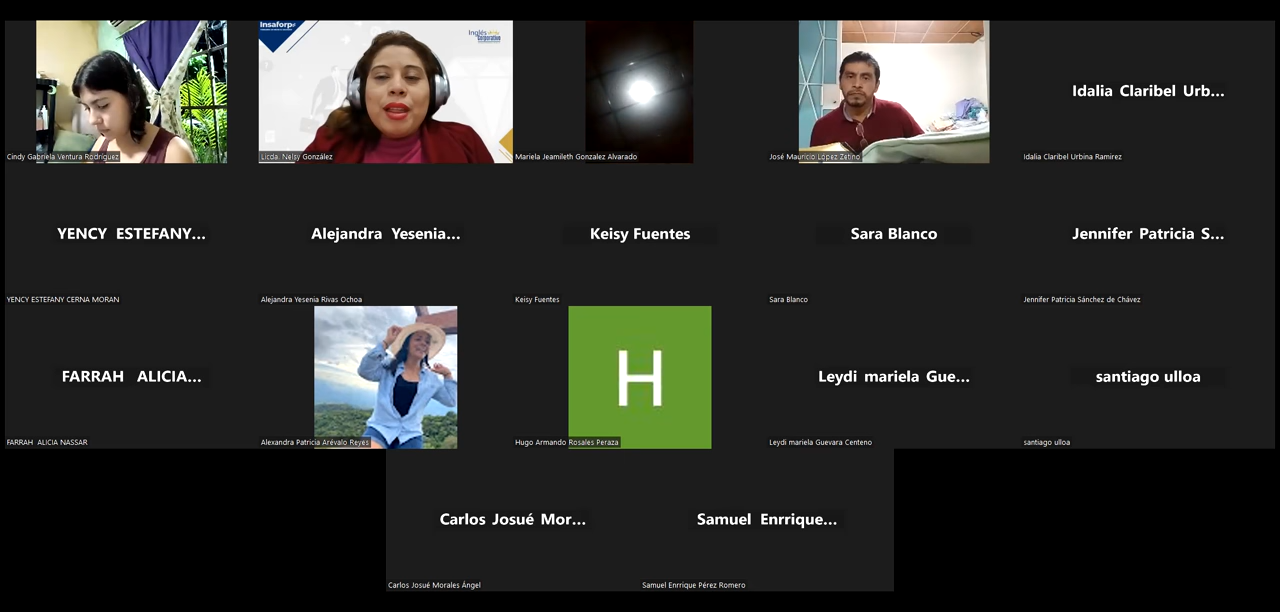 Insaforp
Inglés
Corporativo
Cindy Gabriela Ventura Rodríguez
Licda. Nelsy González
Mariela Jeamileth Gonzalez Alvarado
José Mauricio López Zetino
Idalia Claribel Urb...
Idalia Claribel Urbina Ramirez
YENCY ESTEFANY...
YENCY ESTEFANY CERNA MORAN
Alejandra Yesenia...
Alejandra Yesenia Rivas Ochoa
Keisy Fuentes
Keisy Fuentes
Sara Blanco
Sara Blanco
Jennifer Patricia S...
Jennifer Patricia Sánchez de Chávez
FARRAH ALICIA...
FARRAH ALICIA NASSAR
Alexandra Patricia Arévalo Reyes
H
Hugo Armando Rosales Peraza
Leydi mariela Gue...
Leydi mariela Guevara Centeno
santiago ulloa
santiago ulloa
Carlos Josué Mor...
Carlos Josué Morales Ángel
Samuel Enrrique...
Samuel Enrrique Pérez Romero